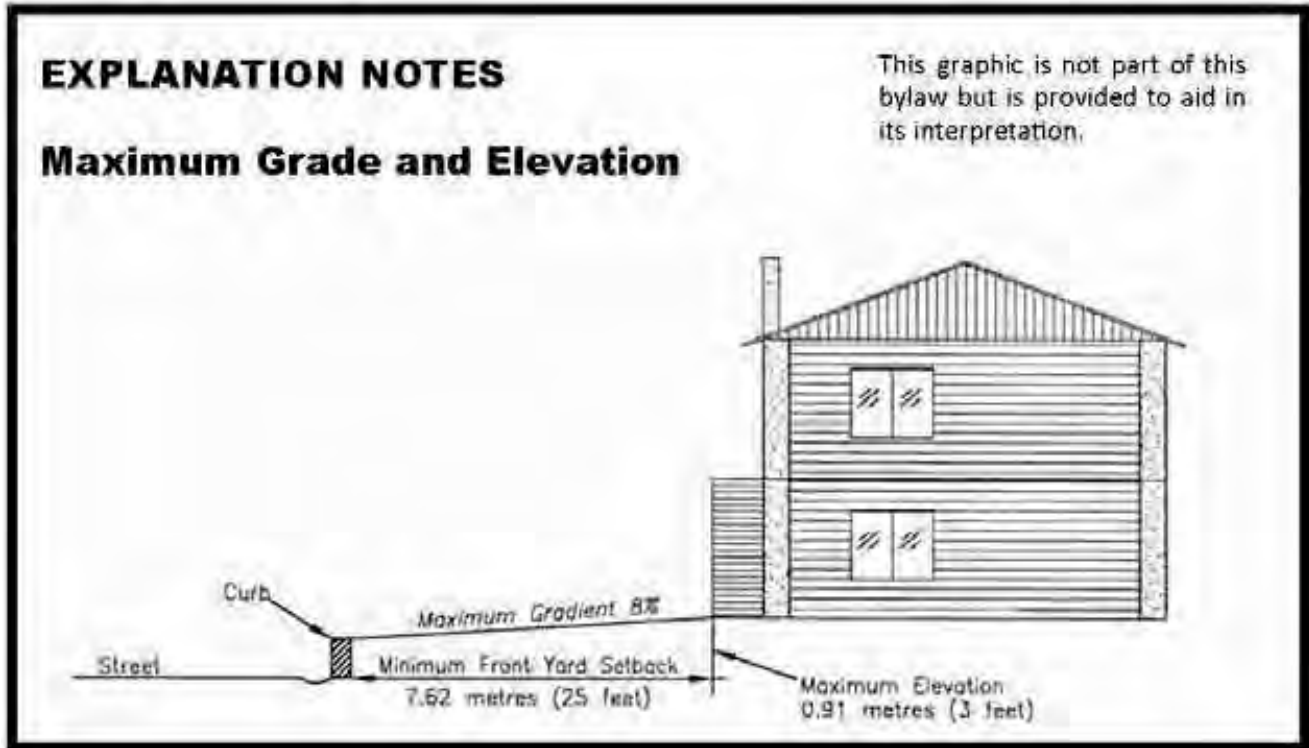 EXPLANATION NOTES
Maximum Grade and Elevation
This graphic is not part of this
bylaw but is provided to aid in
its interpretation.
Curb
Maximum Gradient 8%
Street
Minimum Front Yard Setback
7.62 metres (25 feet)
Maximum Elevation
0.91 metres (3 feet)